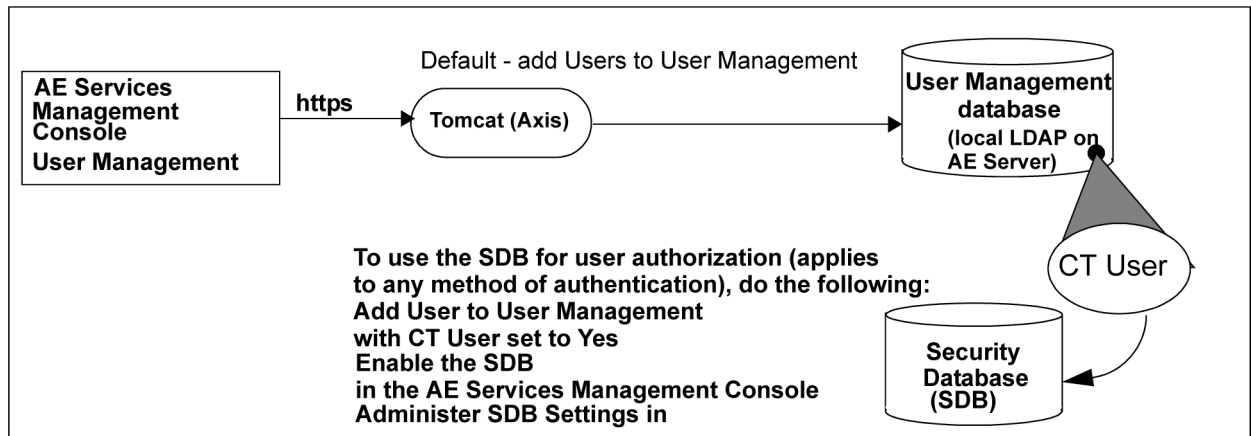 Default - add Users to User Management
AE Services
Management
Console
User Management
https
Tomcat (Axis)
User Management
database
(local LDAP on
AE Server)
CT User
To use the SDB for user authorization (applies
to any method of authentication), do the following:
Add User to User Management
with CT User set to Yes
Enable the SDB
in the AE Services Management Console
Administer SDB Settings in
Security
Database
(SDB)